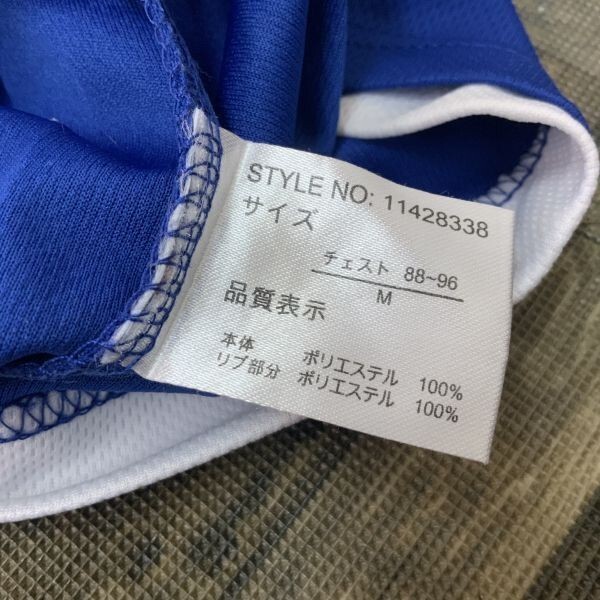 STYLE NO: 11428338
サイズ
チェスト 88~96
M
品質表示
本体 ポリエステル 100%
リブ部分 ポリエステル 100%